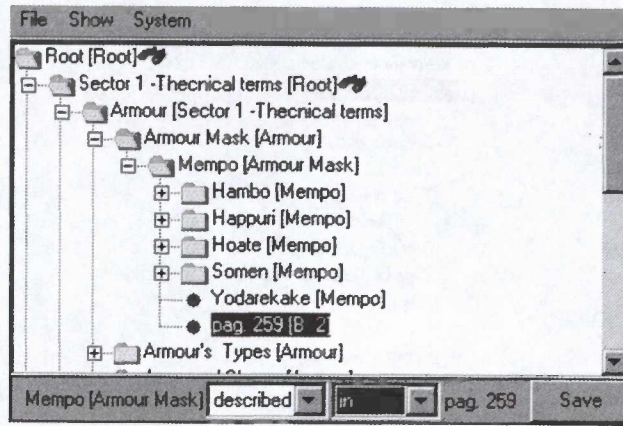 File Show System
Root [Root]
Sector 1 -Thecnical terms [Root]
Armour [Sector 1 -Thecnical terms]
Armour Mask [Armour]
Mempo [Armour Mask]
Hambo [Mempo]
Happuri [Mempo]
Hoate [Mempo]
Somen [Mempo]
Yodarekake [Mempo]
pag. 259 [B 2]
Armour's Types [Armour]
Mempo [Armour Mask] described in pag. 259 Save